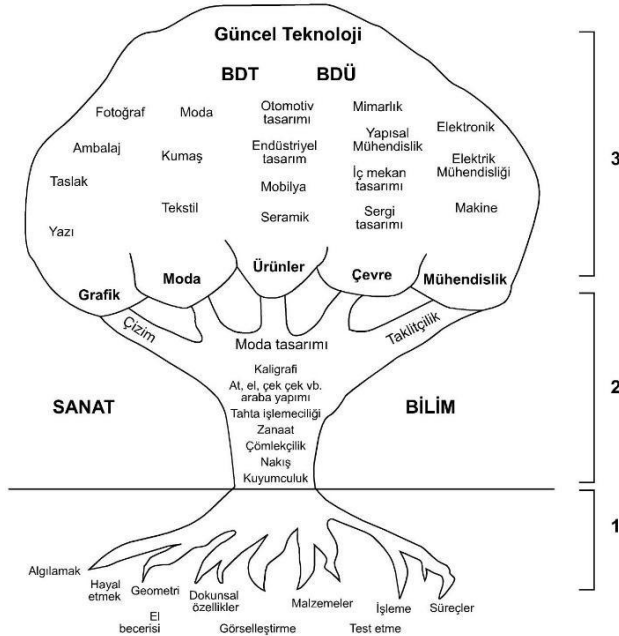 Güncel Teknoloji
BDT
BDÜ
Fotoğraf
Ambalaj
Taslak
Yazı
Moda
Kumaş
Tekstil
Otomotiv
tasarımı
Endüstriyel
tasarım
Mobilya
Seramik
Mimarlık
Yapısal
Mühendislik
İç mekan
tasarımı
Sergi
tasarımı
Elektronik
Elektrik
Mühendisliği
Makine
3
Grafik
Moda
Ürünler
Çevre
Mühendislik
Çizim
Taklitçilik
Moda tasarımı
Kaligrafi
At, el, çek çek vb.
araba yapımı
Tahta işlemeciliği
Zanaat
Çömlekçilik
Nakış
Kuyumculuk
SANAT
BİLİM
2
1
Algılamak
Hayal
etmek
Geometri
El
becerisi
Dokunsal
özellikler
Görselleştirme
Malzemeler
Test etme
İşleme
Süreçler